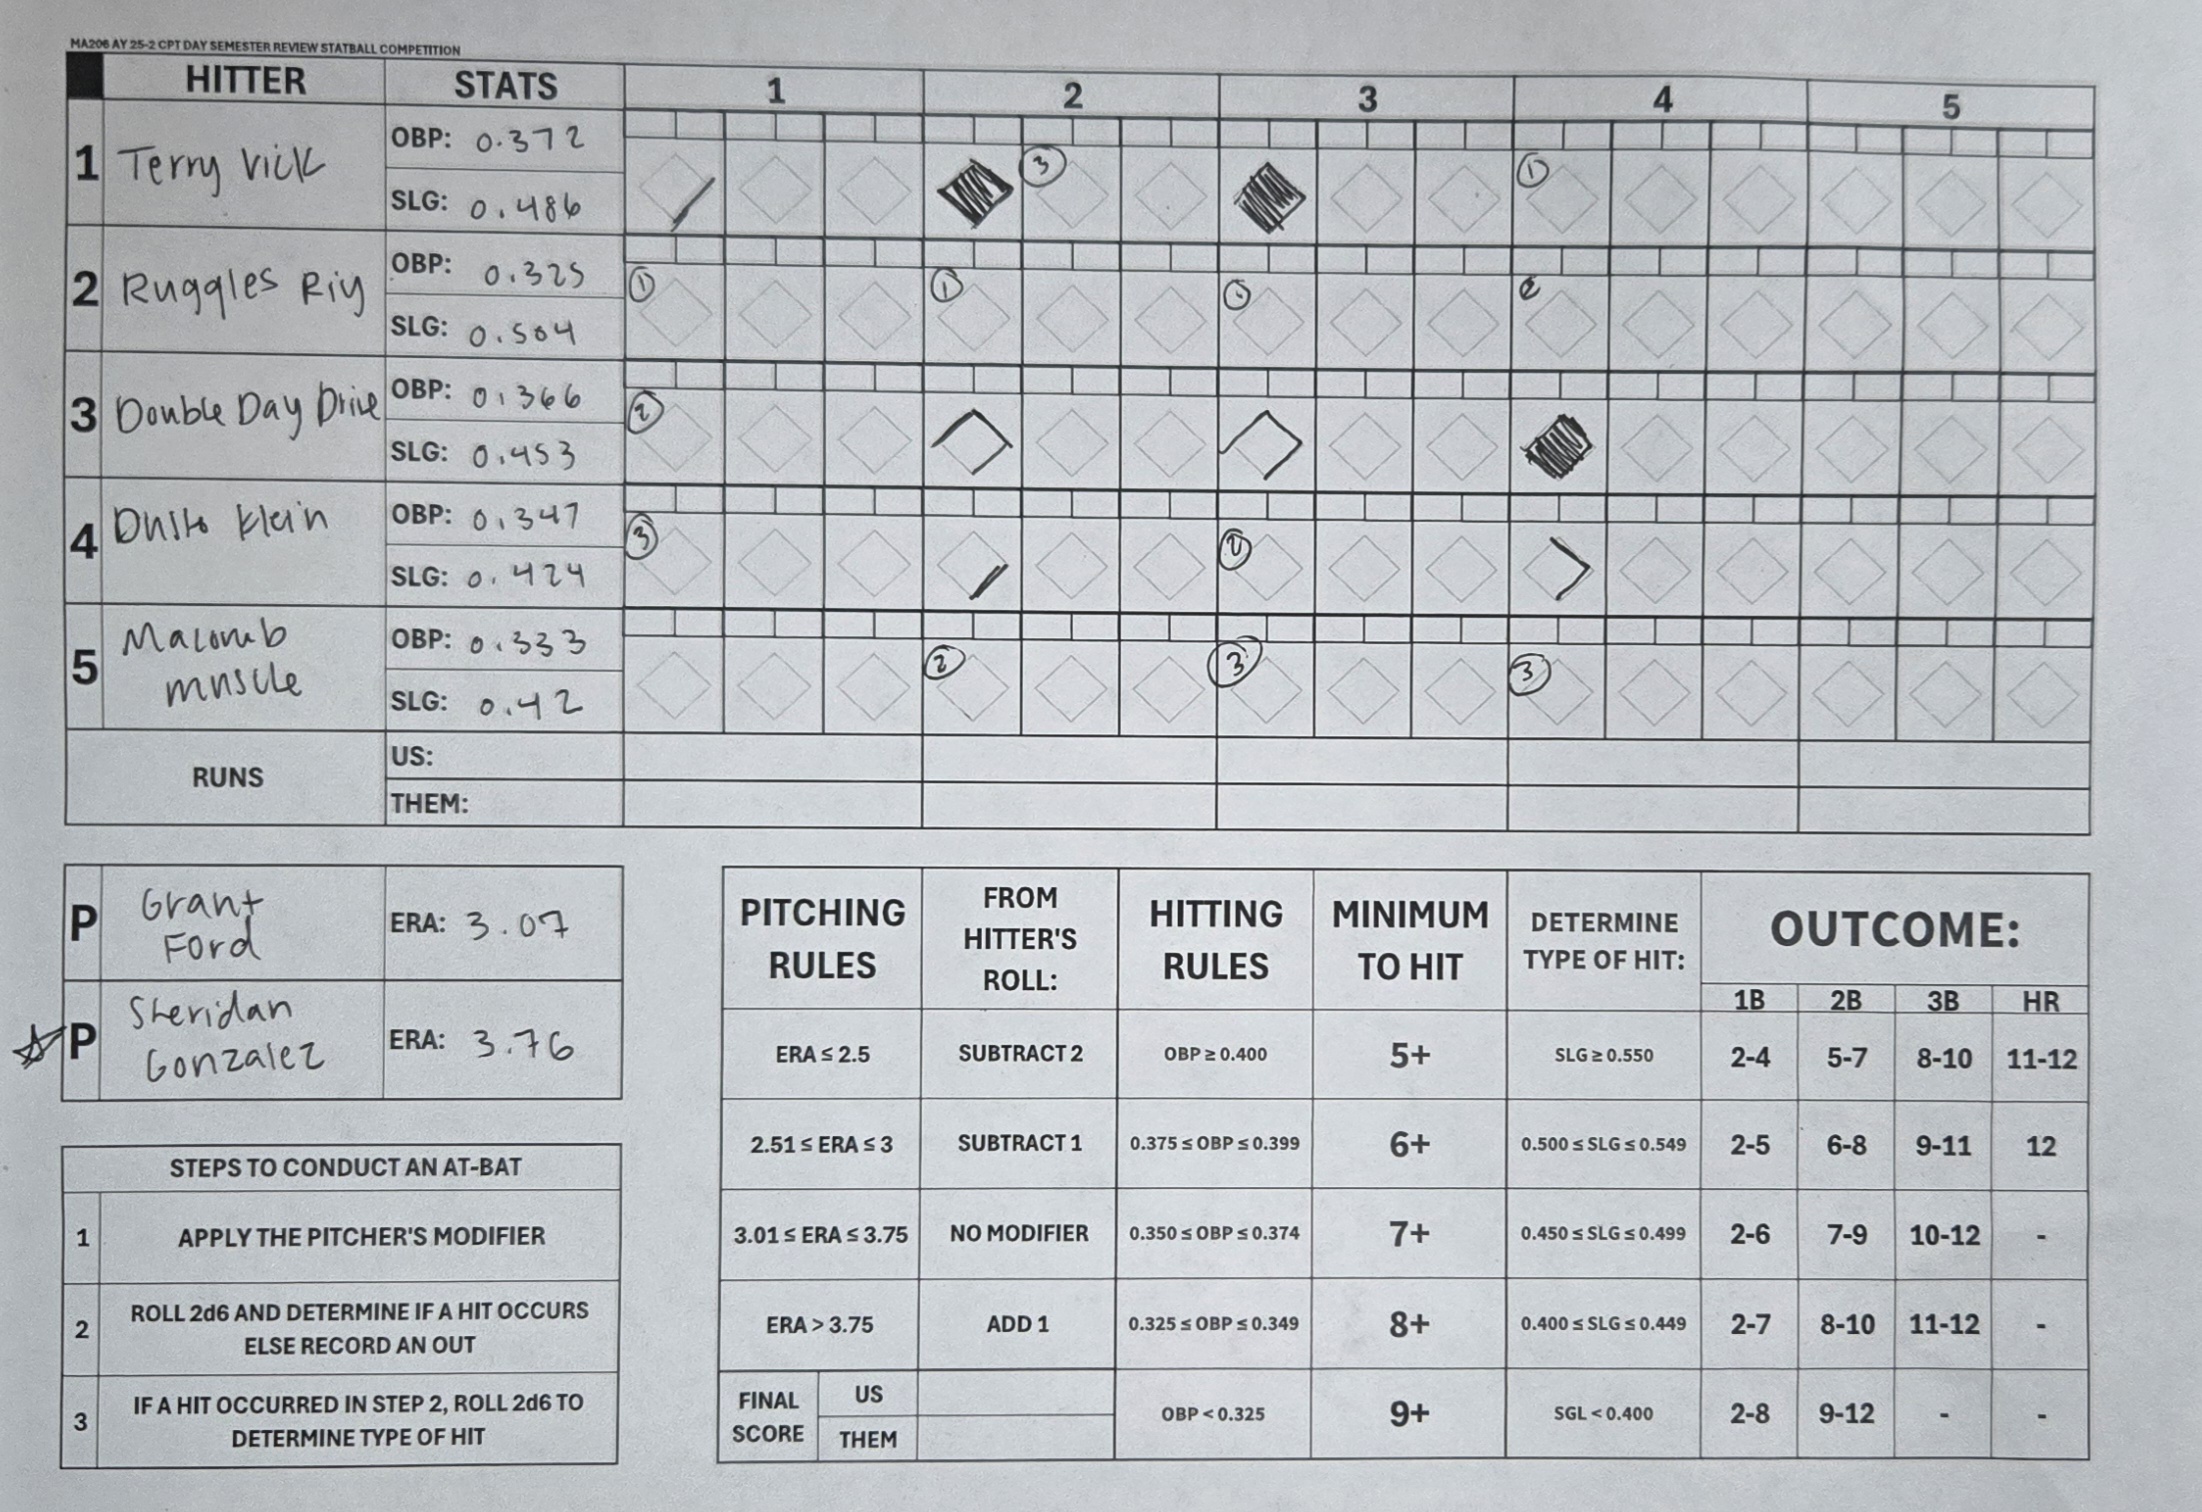 MA206 AY 25-2 CPT DAY SEMESTER REVIEW STATBALL COMPETITION
HITTER STATS 1 2 3 4 5
1 Terry Vick OBP: 0.372
SLG: 0.486
3
1
2 Ruggles Riy OBP: 0.325
SLG: 0.504
1 1 1 2
3 Double Day Drive OBP: 0.366
SLG: 0.453
2
4 Klein OBP: 0.347
SLG: 0.424
3 2
5 Macomb muscle OBP: 0.333
SLG: 0.42
2 3 3
RUNS US:
THEM:
P Grant Ford ERA: 3.07
P Sheridan Gonzalez ERA: 3.76
STEPS TO CONDUCT AN AT-BAT
1 APPLY THE PITCHER'S MODIFIER
2 ROLL 2d6 AND DETERMINE IF A HIT OCCURS
ELSE RECORD AN OUT
3 IF A HIT OCCURRED IN STEP 2, ROLL 2d6 TO
DETERMINE TYPE OF HIT
PITCHING RULES FROM HITTER'S ROLL: HITTING RULES MINIMUM TO HIT DETERMINE TYPE OF HIT: OUTCOME:
1B 2B 3B HR
ERA ≤ 2.5 SUBTRACT 2 OBP ≥ 0.400 5+ SLG ≥ 0.550 2-4 5-7 8-10 11-12
2.51 ≤ ERA ≤ 3 SUBTRACT 1 0.375 ≤ OBP ≤ 0.399 6+ 0.500 ≤ SLG ≤ 0.549 2-5 6-8 9-11 12
3.01 ≤ ERA ≤ 3.75 NO MODIFIER 0.350 ≤ OBP ≤ 0.374 7+ 0.450 ≤ SLG ≤ 0.499 2-6 7-9 10-12 -
ERA > 3.75 ADD 1 0.325 ≤ OBP ≤ 0.349 8+ 0.400 ≤ SLG ≤ 0.449 2-7 8-10 11-12 -
FINAL SCORE US
THEM
OBP < 0.325 9+ SGL < 0.400 2-8 9-12 - -